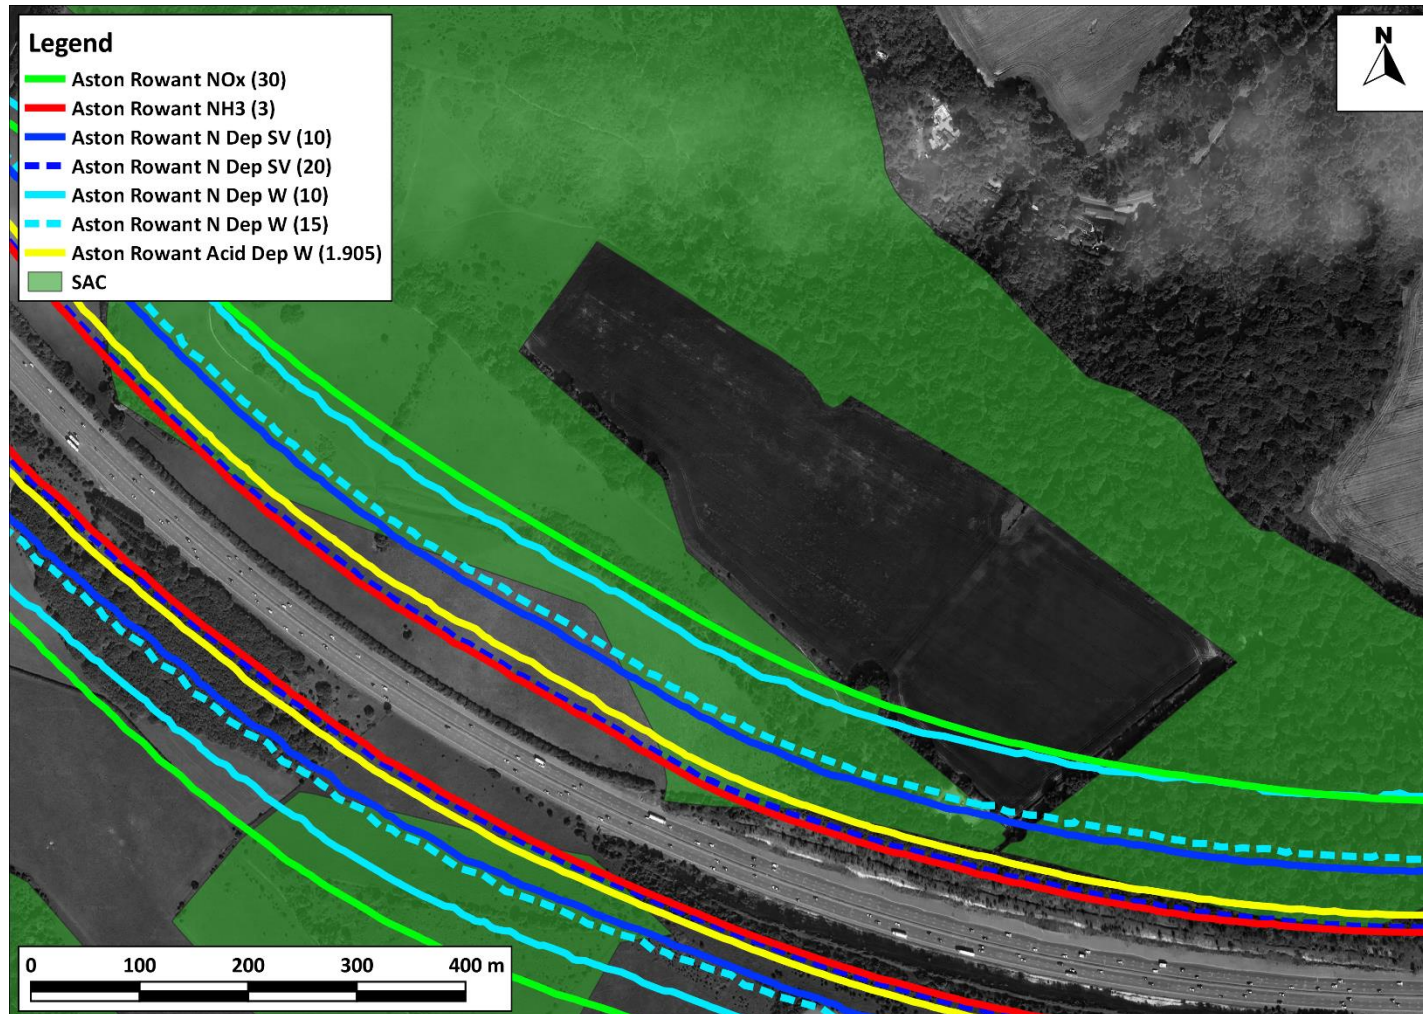 Legend
Aston Rowant NOx (30)
Aston Rowant NH3 (3)
Aston Rowant N Dep SV (10)
Aston Rowant N Dep SV (20)
Aston Rowant N Dep W (10)
Aston Rowant N Dep W (15)
Aston Rowant Acid Dep W (1.905)
SAC
N
0 100 200 300 400 m